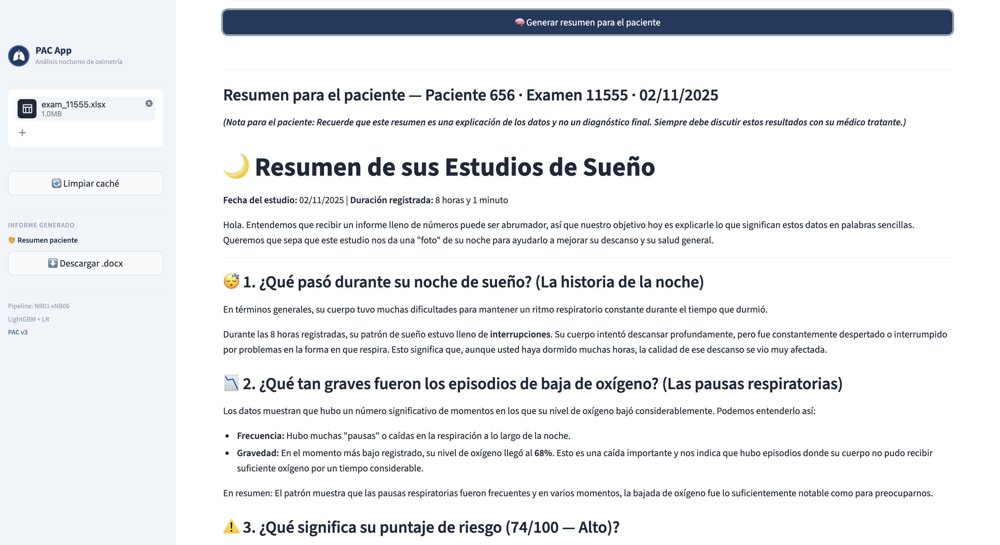 PAC App
Análisis nocturno de oximetría
exam_11555.xlsx
1.0MB
Limpiar caché
INFORME GENERADO
Resumen paciente
Descargar .docx
Pipeline: NB01→NB06
LightGBM + LR
PAC v3
Generar resumen para el paciente
Resumen para el paciente — Paciente 656 · Examen 11555 · 02/11/2025
(Nota para el paciente: Recuerde que este resumen es una explicación de los datos y no un diagnóstico final. Siempre debe discutir estos resultados con su médico tratante.)
Resumen de sus Estudios de Sueño
Fecha del estudio: 02/11/2025 | Duración registrada: 8 horas y 1 minuto
Hola. Entendemos que recibir un informe lleno de números puede ser abrumador, así que nuestro objetivo hoy es explicarle lo que significan estos datos en palabras sencillas.
Queremos que sepa que este estudio nos da una "foto" de su noche para ayudarlo a mejorar su descanso y su salud general.
1. ¿Qué pasó durante su noche de sueño? (La historia de la noche)
En términos generales, su cuerpo tuvo muchas dificultades para mantener un ritmo respiratorio constante durante el tiempo que durmió.
Durante las 8 horas registradas, su patrón de sueño estuvo lleno de interrupciones. Su cuerpo intentó descansar profundamente, pero fue constantemente despertado o interrumpido
por problemas en la forma en que respira. Esto significa que, aunque usted haya dormido muchas horas, la calidad de ese descanso se vio muy afectada.
2. ¿Qué tan graves fueron los episodios de baja de oxígeno? (Las pausas respiratorias)
Los datos muestran que hubo un número significativo de momentos en los que su nivel de oxígeno bajó considerablemente. Podemos entenderlo así:
• Frecuencia: Hubo muchas "pausas" o caídas en la respiración a lo largo de la noche.
• Gravedad: En el momento más bajo registrado, su nivel de oxígeno llegó al 68%. Esto es una caída importante y nos indica que hubo episodios donde su cuerpo no pudo recibir
suficiente oxígeno por un tiempo considerable.
En resumen: El patrón muestra que las pausas respiratorias fueron frecuentes y en varios momentos, la bajada de oxígeno fue lo suficientemente notable como para preocuparnos.
3. ¿Qué significa su puntaje de riesgo (74/100 — Alto)?